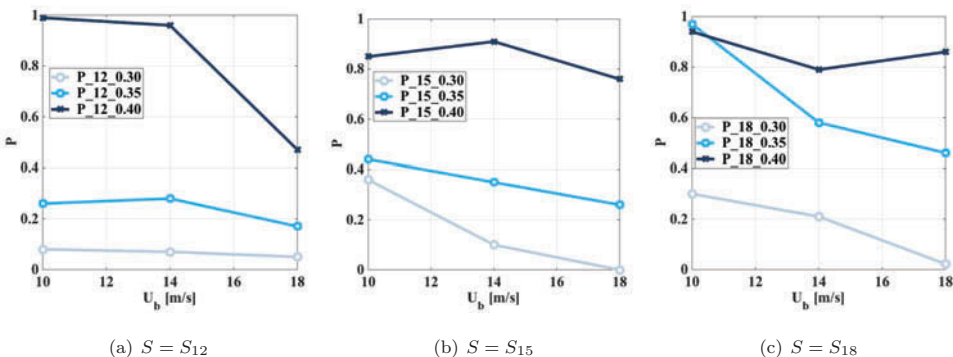 1
0.8
0.6
0.4
0.2
0
P
P_12_0.30
P_12_0.35
P_12_0.40
10 12 14 16 18
U_b [m/s]
(a) S = S_12
1
0.8
0.6
0.4
0.2
0
P
P_15_0.30
P_15_0.35
P_15_0.40
10 12 14 16 18
U_b [m/s]
(b) S = S_15
1
0.8
0.6
0.4
0.2
0
P
P_18_0.30
P_18_0.35
P_18_0.40
10 12 14 16 18
U_b [m/s]
(c) S = S_18